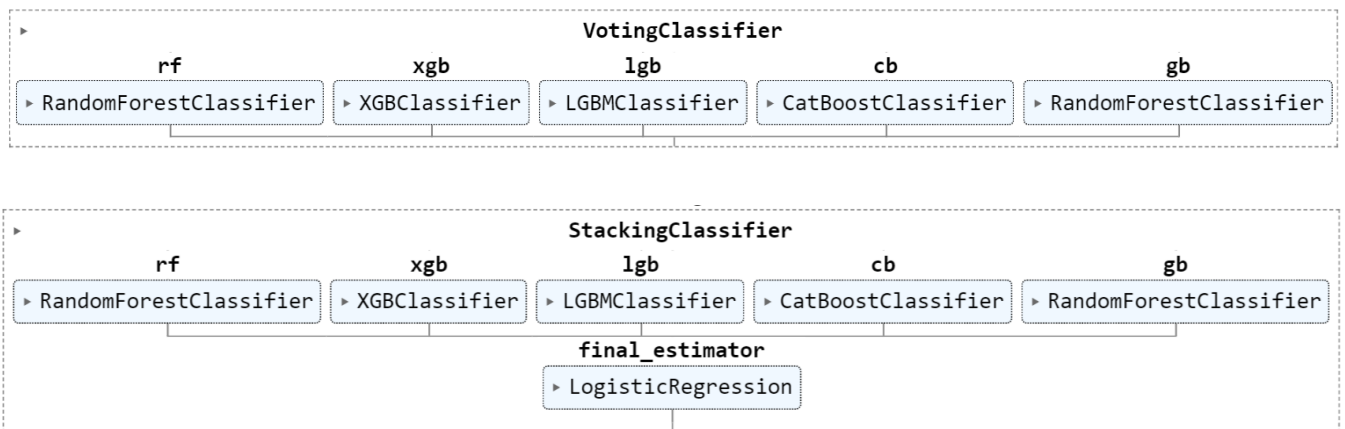 VotingClassifier
rf xgb lgb cb gb
RandomForestClassifier XGBClassifier LGBMClassifier CatBoostClassifier RandomForestClassifier
StackingClassifier
rf xgb lgb cb gb
RandomForestClassifier XGBClassifier LGBMClassifier CatBoostClassifier RandomForestClassifier
final_estimator
LogisticRegression